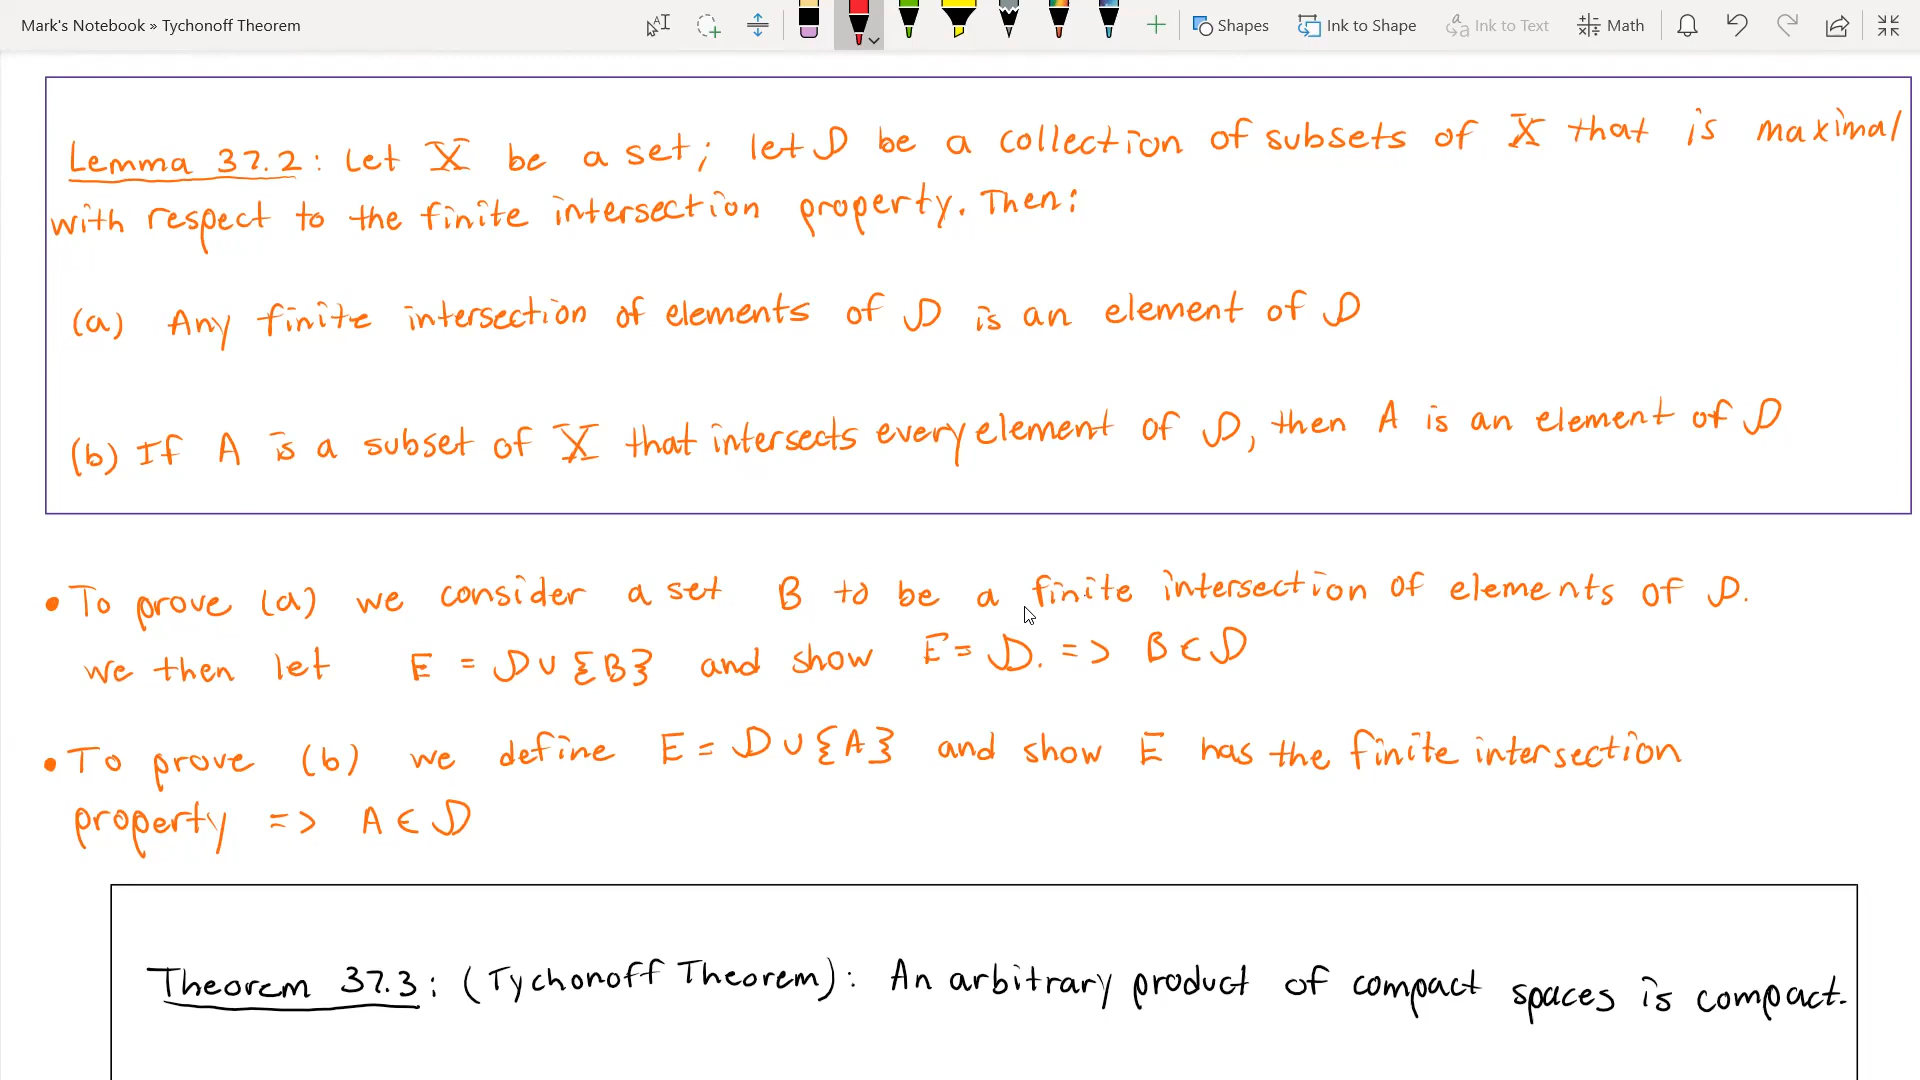 Mark's Notebook » Tychonoff Theorem
Shapes
Ink to Shape
Ink to Text
Math
Lemma 37.2: Let X be a set; let D be a collection of subsets of X that is maximal
with respect to the finite intersection property. Then:
(a) Any finite intersection of elements of D is an element of D
(b) If A is a subset of X that intersects every element of D, then A is an element of D
• To prove (a) we consider a set B to be a finite intersection of elements of D.
we then let E = D ∪ {B} and show E = D. => B ∈ D
• To prove (b) we define E = D ∪ {A} and show E has the finite intersection
property => A ∈ D
Theorem 37.3: (Tychonoff Theorem): An arbitrary product of compact spaces is compact.